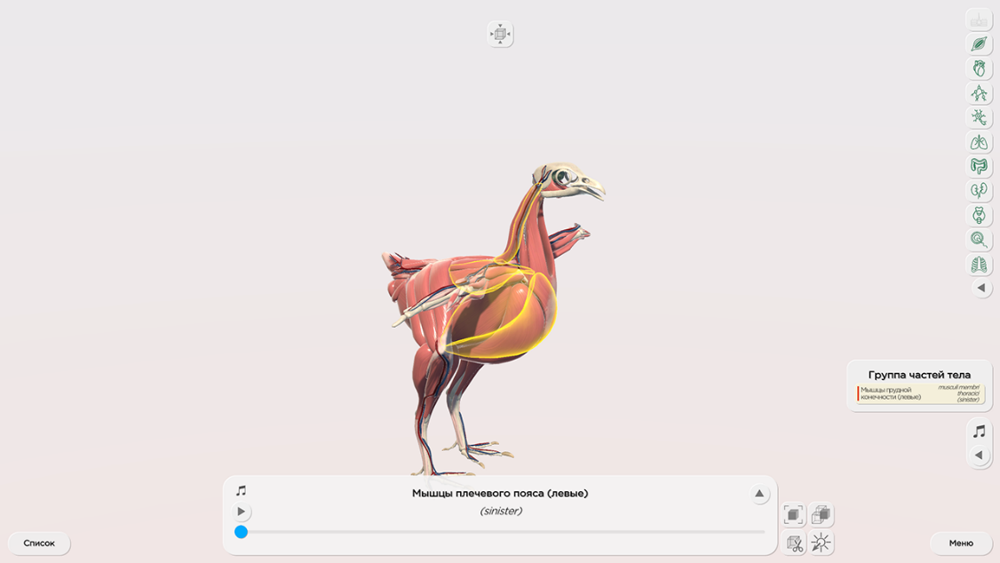 Группа частей тела
Мышцы грудной
конечности (левые)
musculi membri
thoracici
(sinister)
Мышцы плечевого пояса (левые)
(sinister)
Список
Меню